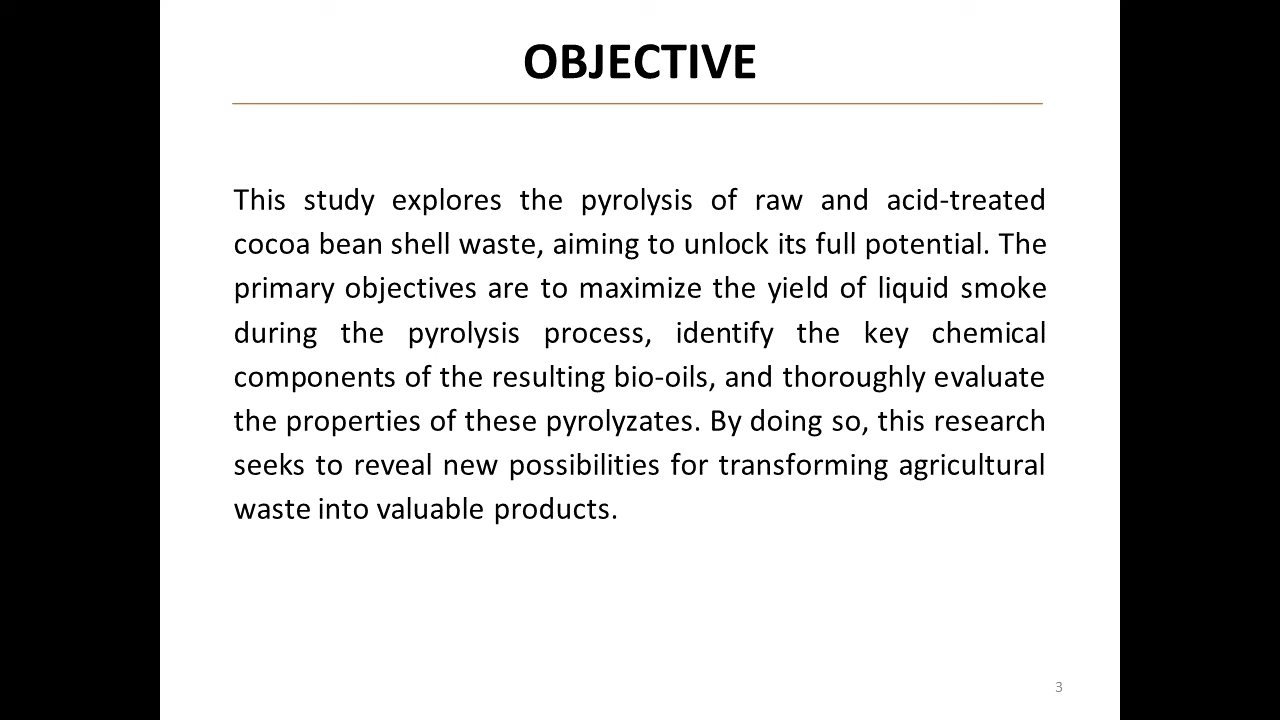 OBJECTIVE
This study explores the pyrolysis of raw and acid-treated
cocoa bean shell waste, aiming to unlock its full potential. The
primary objectives are to maximize the yield of liquid smoke
during the pyrolysis process, identify the key chemical
components of the resulting bio-oils, and thoroughly evaluate
the properties of these pyrolyzates. By doing so, this research
seeks to reveal new possibilities for transforming agricultural
waste into valuable products.
3